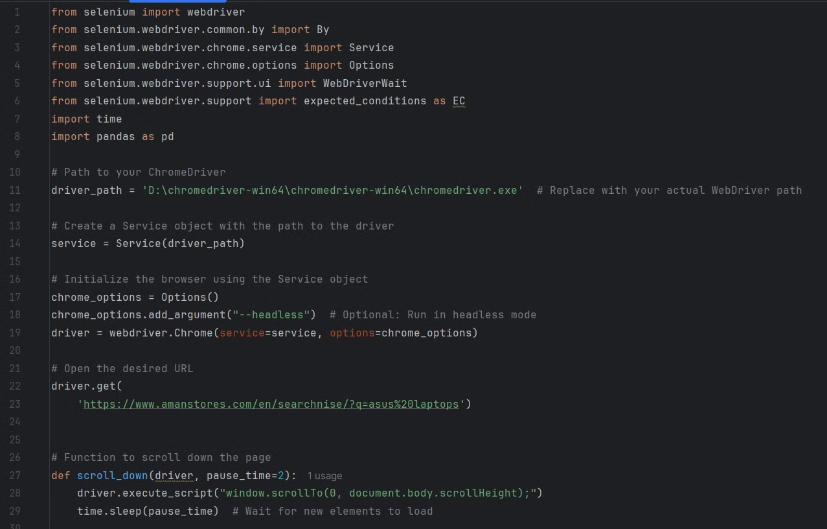 1 from selenium import webdriver
2 from selenium.webdriver.common.by import By
3 from selenium.webdriver.chrome.service import Service
4 from selenium.webdriver.chrome.options import Options
5 from selenium.webdriver.support.ui import WebDriverWait
6 from selenium.webdriver.support import expected_conditions as EC
7 import time
8 import pandas as pd
9
10 # Path to your ChromeDriver
11 driver_path = 'D:\chromedriver-win64\chromedriver-win64\chromedriver.exe'  # Replace with your actual WebDriver path
12
13 # Create a Service object with the path to the driver
14 service = Service(driver_path)
15
16 # Initialize the browser using the Service object
17 chrome_options = Options()
18 chrome_options.add_argument("--headless")  # Optional: Run in headless mode
19 driver = webdriver.Chrome(service=service, options=chrome_options)
20
21 # Open the desired URL
22 driver.get(
23     'https://www.amanstores.com/en/searchnise/?q=asus%20laptops')
24
25
26 # Function to scroll down the page
27 def scroll_down(driver, pause_time=2): 1 usage
28     driver.execute_script("window.scrollTo(0, document.body.scrollHeight);")
29     time.sleep(pause_time)  # Wait for new elements to load
30